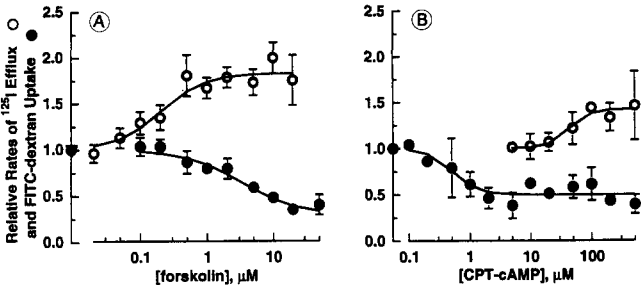 Relative Rates of ¹²⁵I Efflux ○
and FITC-dextran Uptake ●
A
2.5
2.0
1.5
1.0
0.5
0.0
0.1 1 10
[forskolin], μM
B
2.5
2.0
1.5
1.0
0.5
0.0
0.1 1 10 100
[CPT-cAMP], μM